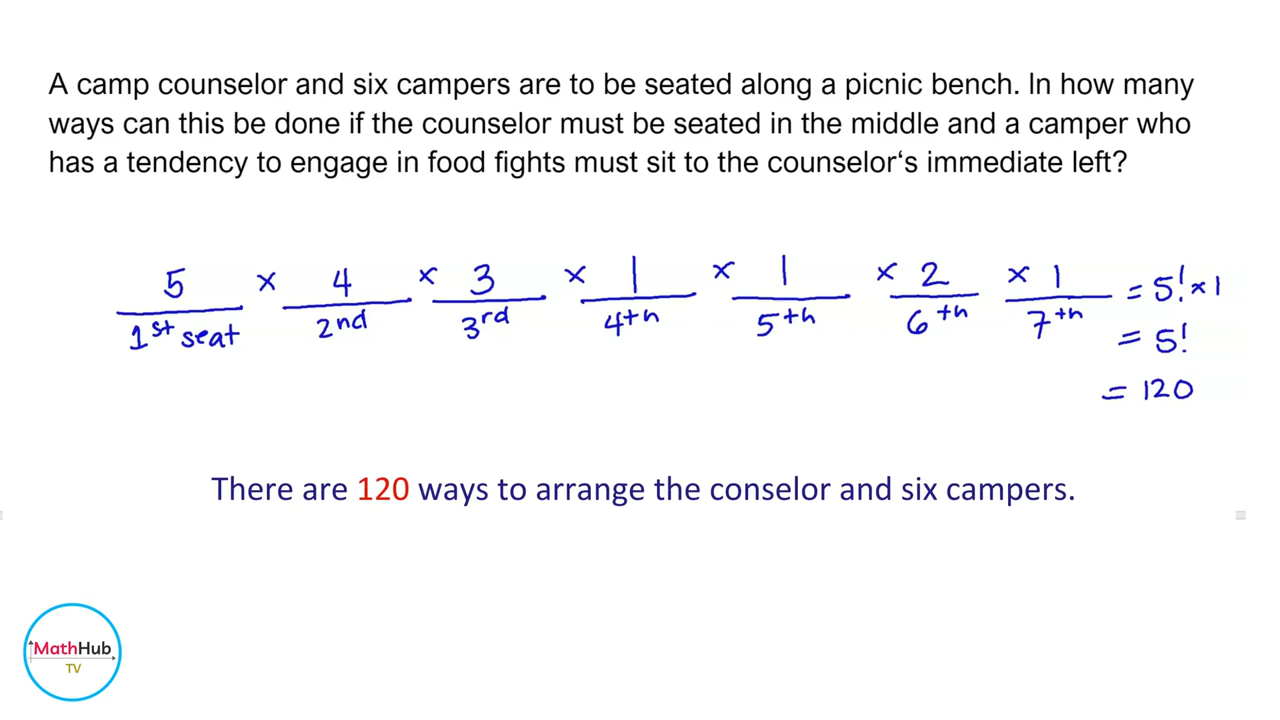 A camp counselor and six campers are to be seated along a picnic bench. In how many
ways can this be done if the counselor must be seated in the middle and a camper who
has a tendency to engage in food fights must sit to the counselor‘s immediate left?
5 × 4 × 3 × 1 × 1 × 2 × 1 = 5! × 1
1st seat 2nd 3rd 4th 5th 6th 7th
= 5!
= 120
There are 120 ways to arrange the conselor and six campers.
MathHub
TV